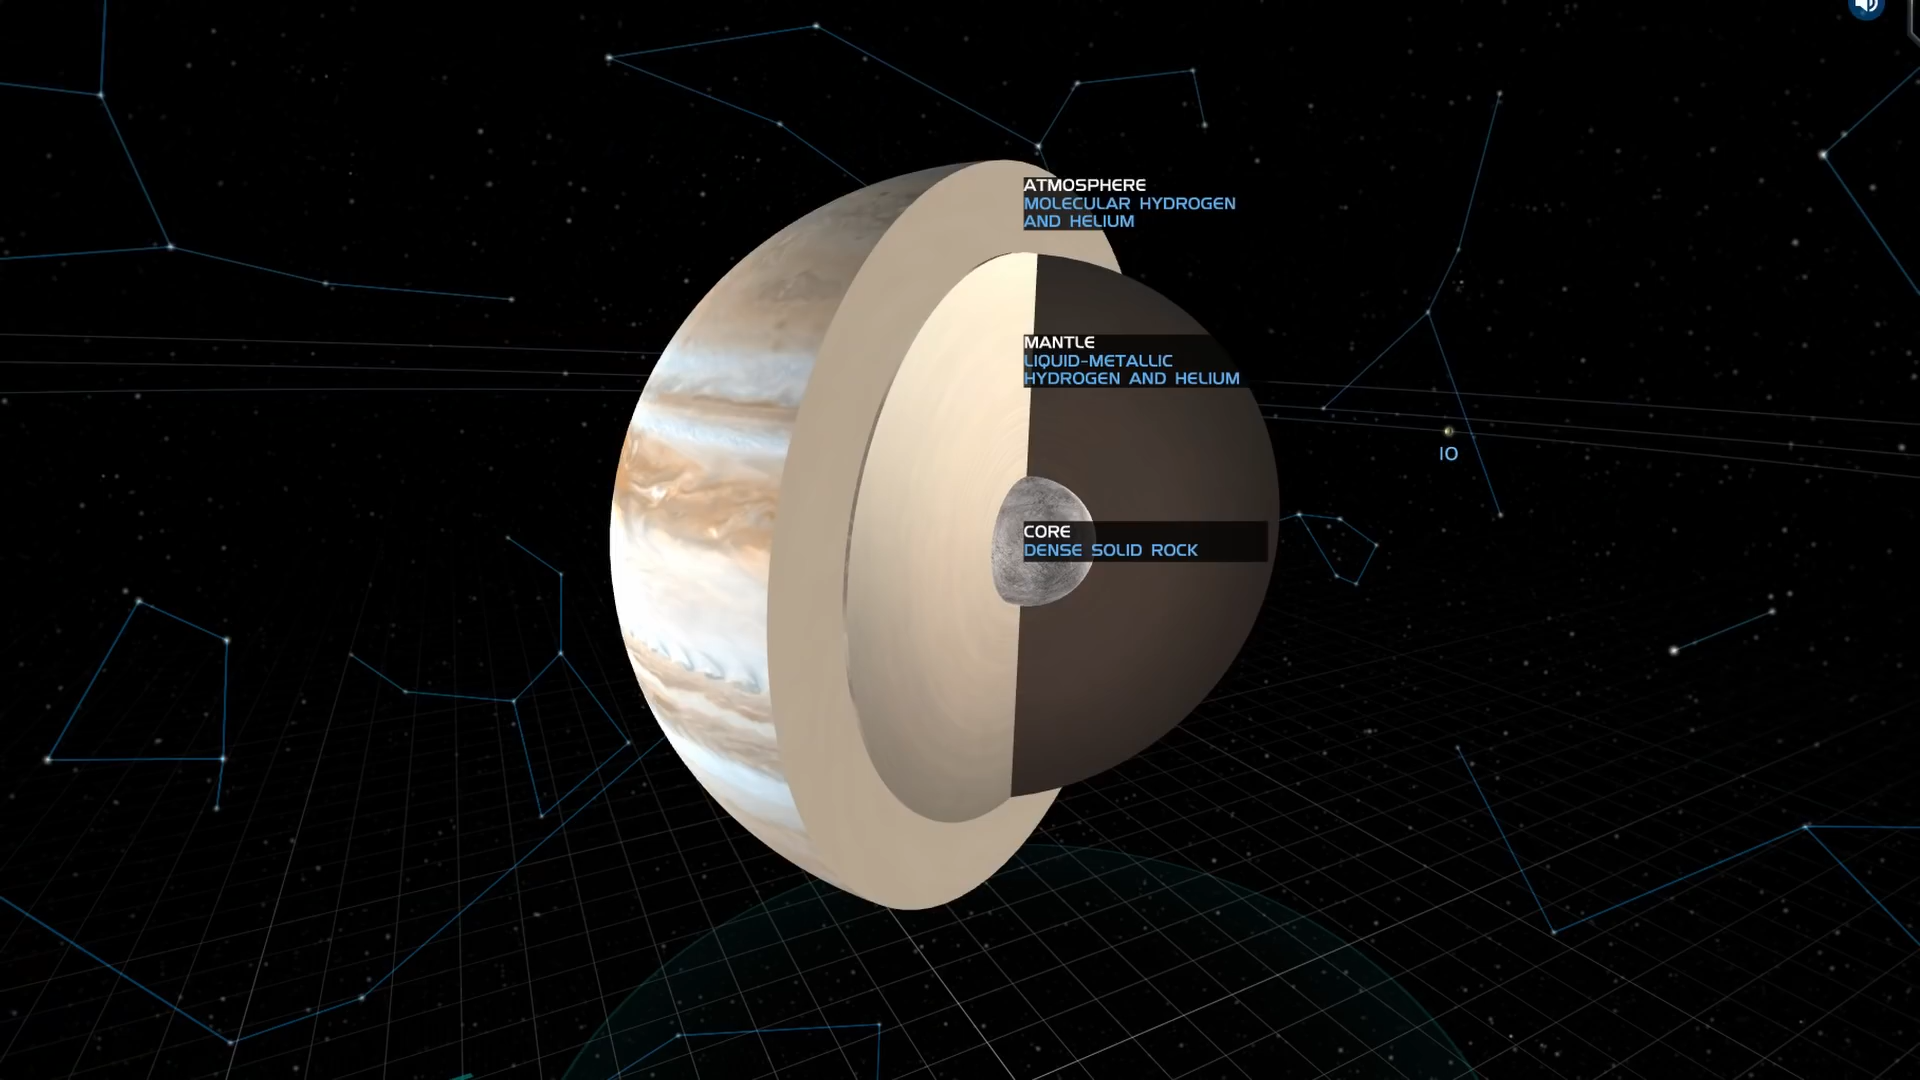 ATMOSPHERE
MOLECULAR HYDROGEN
AND HELIUM
MANTLE
LIQUID-METALLIC
HYDROGEN AND HELIUM
IO
CORE
DENSE SOLID ROCK